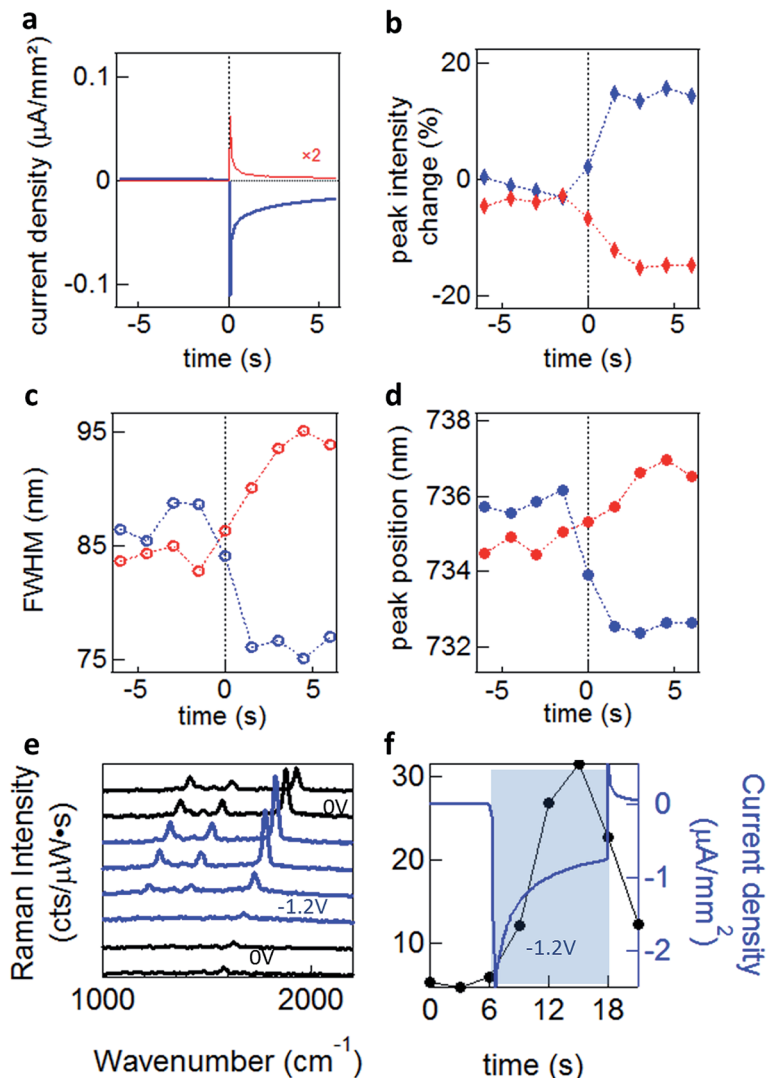 a
b
current density (μA/mm²)
0.1
0
-0.1
×2
-5
0
5
time (s)
peak intensity
change (%)
20
0
-20
-5
0
5
time (s)
c
d
FWHM (nm)
95
85
75
-5
0
5
time (s)
peak position (nm)
738
736
734
732
-5
0
5
time (s)
e
f
Raman Intensity
(cts/μW•s)
0V
-1.2V
0V
1000
2000
Wavenumber (cm⁻¹)
30
20
10
-1.2V
0
6
12
18
time (s)
0
-1
-2
Current density
(μA/mm²)